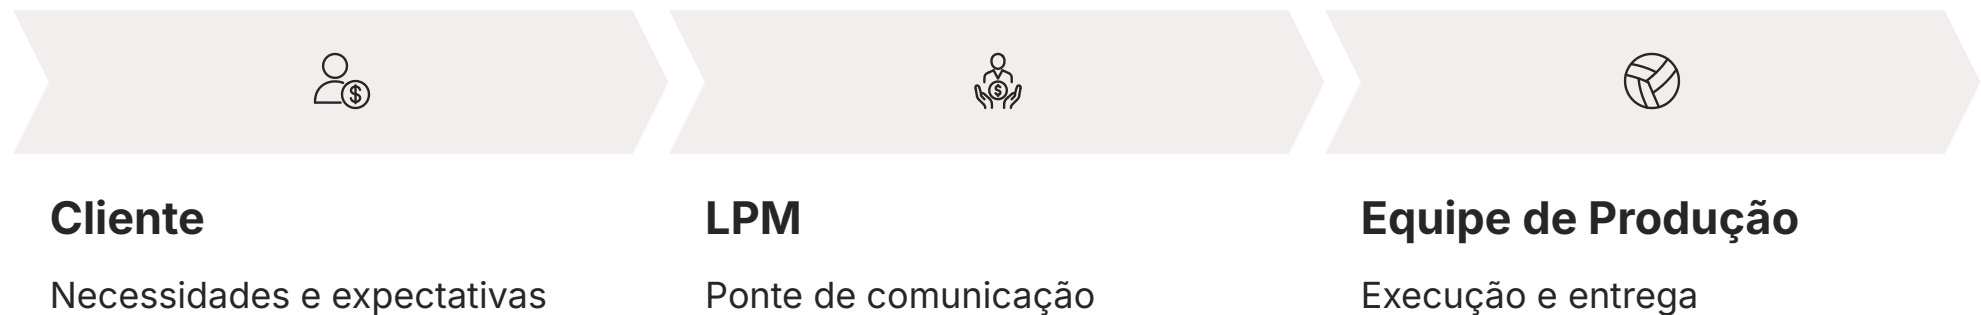 Cliente
Necessidades e expectativas
LPM
Ponte de comunicação
Equipe de Produção
Execução e entrega